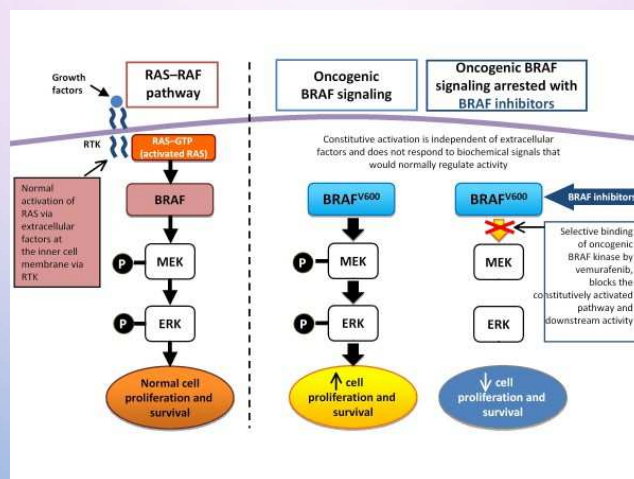 RAS–RAF
pathway
Growth
factors
RTK
RAS–GTP
(activated RAS)
Normal
activation of
RAS via
extracellular
factors at
the inner cell
membrane via
RTK
BRAF
P
MEK
P
ERK
Normal cell
proliferation and
survival
Oncogenic
BRAF signaling
Oncogenic BRAF
signaling arrested with
BRAF inhibitors
Constitutive activation is independent of extracellular
factors and does not respond to biochemical signals that
would normally regulate activity
BRAFV600
P
MEK
P
ERK
↑ cell
proliferation and
survival
BRAFV600
BRAF inhibitors
MEK
ERK
Selective binding
of oncogenic
BRAF kinase by
vemurafenib,
blocks the
constitutively activated
pathway and
downstream activity
↓ cell
proliferation and
survival